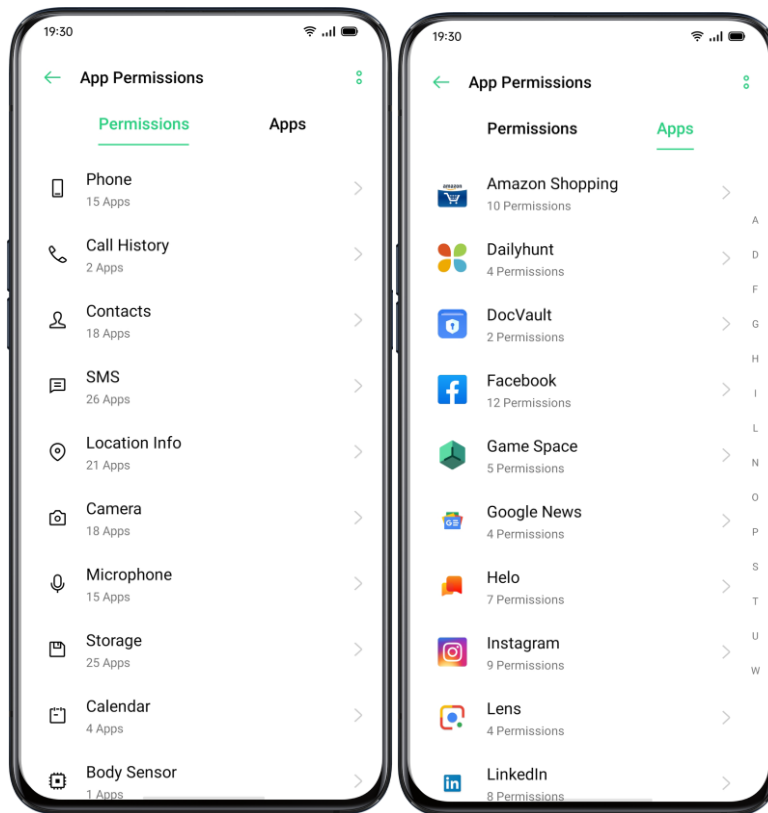 19:30
App Permissions
Permissions Apps
Phone
15 Apps
Call History
2 Apps
Contacts
18 Apps
SMS
26 Apps
Location Info
21 Apps
Camera
18 Apps
Microphone
15 Apps
Storage
25 Apps
Calendar
4 Apps
Body Sensor
1 Apps
19:30
App Permissions
Permissions Apps
amazon
Amazon Shopping
10 Permissions
Dailyhunt
4 Permissions
DocVault
2 Permissions
f
Facebook
12 Permissions
Game Space
5 Permissions
GE
Google News
4 Permissions
Helo
7 Permissions
Instagram
9 Permissions
Lens
4 Permissions
in
LinkedIn
8 Permissions
A
D
F
G
H
I
L
N
O
P
S
T
U
W